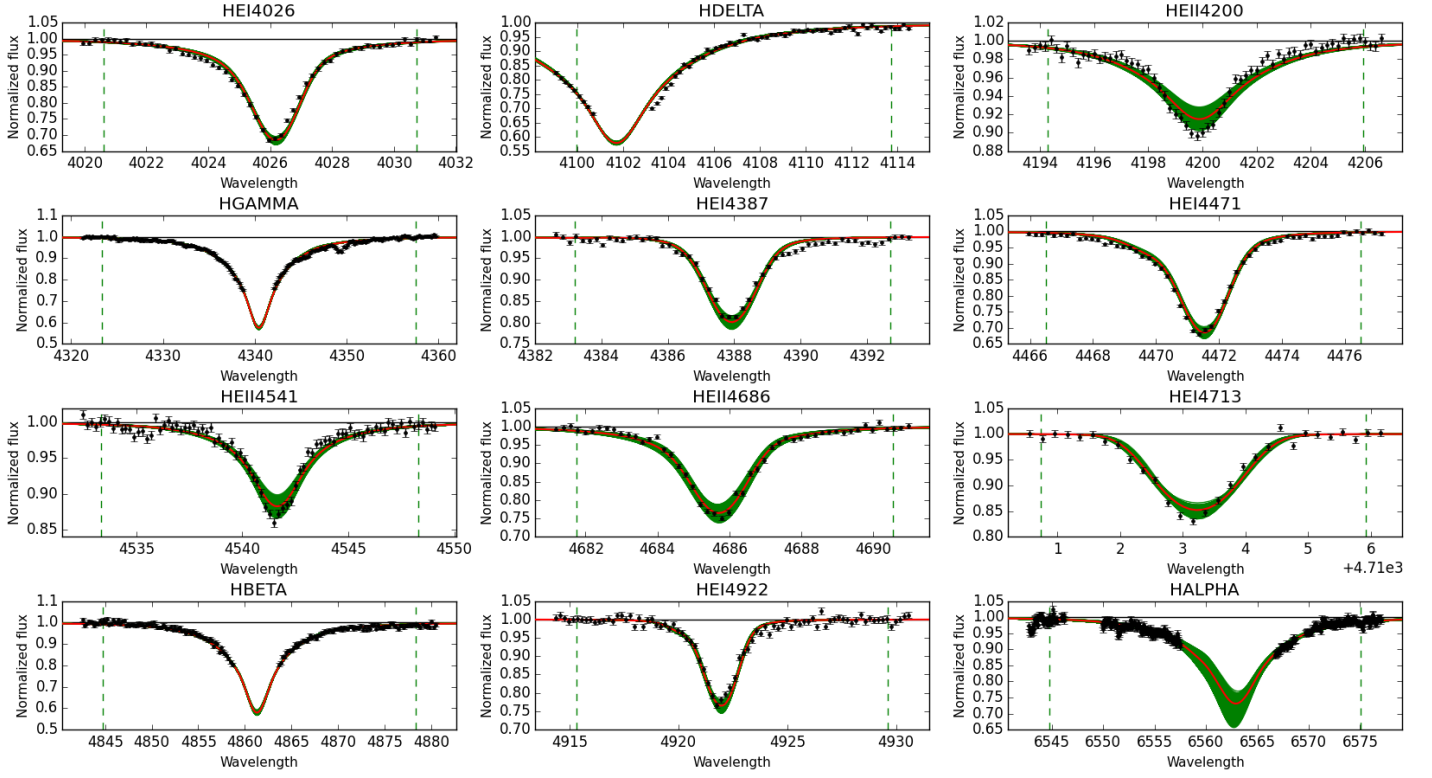 HEI4026
Normalized flux
1.00
0.95
0.90
0.85
0.80
0.75
0.70
0.65
4020 4022 4024 4026 4028 4030 4032
Wavelength
HDELTA
Normalized flux
1.00
0.95
0.90
0.85
0.80
0.75
0.70
0.65
0.60
0.55
4100 4102 4104 4106 4108 4110 4112 4114
Wavelength
HEII4200
Normalized flux
1.02
1.00
0.98
0.96
0.94
0.92
0.90
0.88
4194 4196 4198 4200 4202 4204 4206
Wavelength
HGAMMA
Normalized flux
1.1
1.0
0.9
0.8
0.7
0.6
0.5
4320 4330 4340 4350 4360
Wavelength
HEI4387
Normalized flux
1.05
1.00
0.95
0.90
0.85
0.80
0.75
4382 4384 4386 4388 4390 4392
Wavelength
HEI4471
Normalized flux
1.05
1.00
0.95
0.90
0.85
0.80
0.75
0.70
0.65
4466 4468 4470 4472 4474 4476
Wavelength
HEII4541
Normalized flux
1.00
0.95
0.90
0.85
4535 4540 4545 4550
Wavelength
HEII4686
Normalized flux
1.05
1.00
0.95
0.90
0.85
0.80
0.75
0.70
4682 4684 4686 4688 4690
Wavelength
HEI4713
Normalized flux
1.05
1.00
0.95
0.90
0.85
0.80
1 2 3 4 5 6
Wavelength
+4.71e3
HBETA
Normalized flux
1.1
1.0
0.9
0.8
0.7
0.6
0.5
4845 4850 4855 4860 4865 4870 4875 4880
Wavelength
HEI4922
Normalized flux
1.05
1.00
0.95
0.90
0.85
0.80
0.75
0.70
4915 4920 4925 4930
Wavelength
HALPHA
Normalized flux
1.05
1.00
0.95
0.90
0.85
0.80
0.75
0.70
0.65
6545 6550 6555 6560 6565 6570 6575
Wavelength